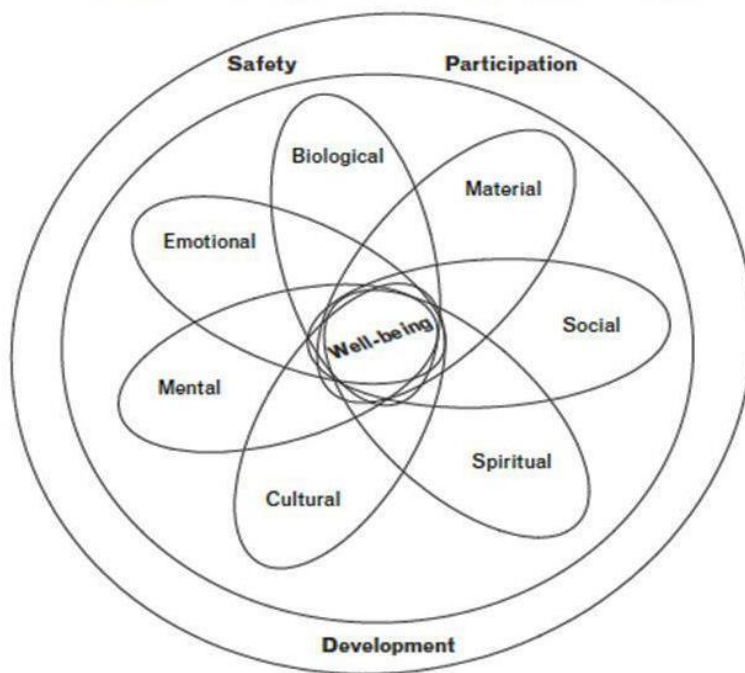 Safety Participation
Biological
Material
Emotional
Social
Well-being
Mental
Spiritual
Cultural
Development